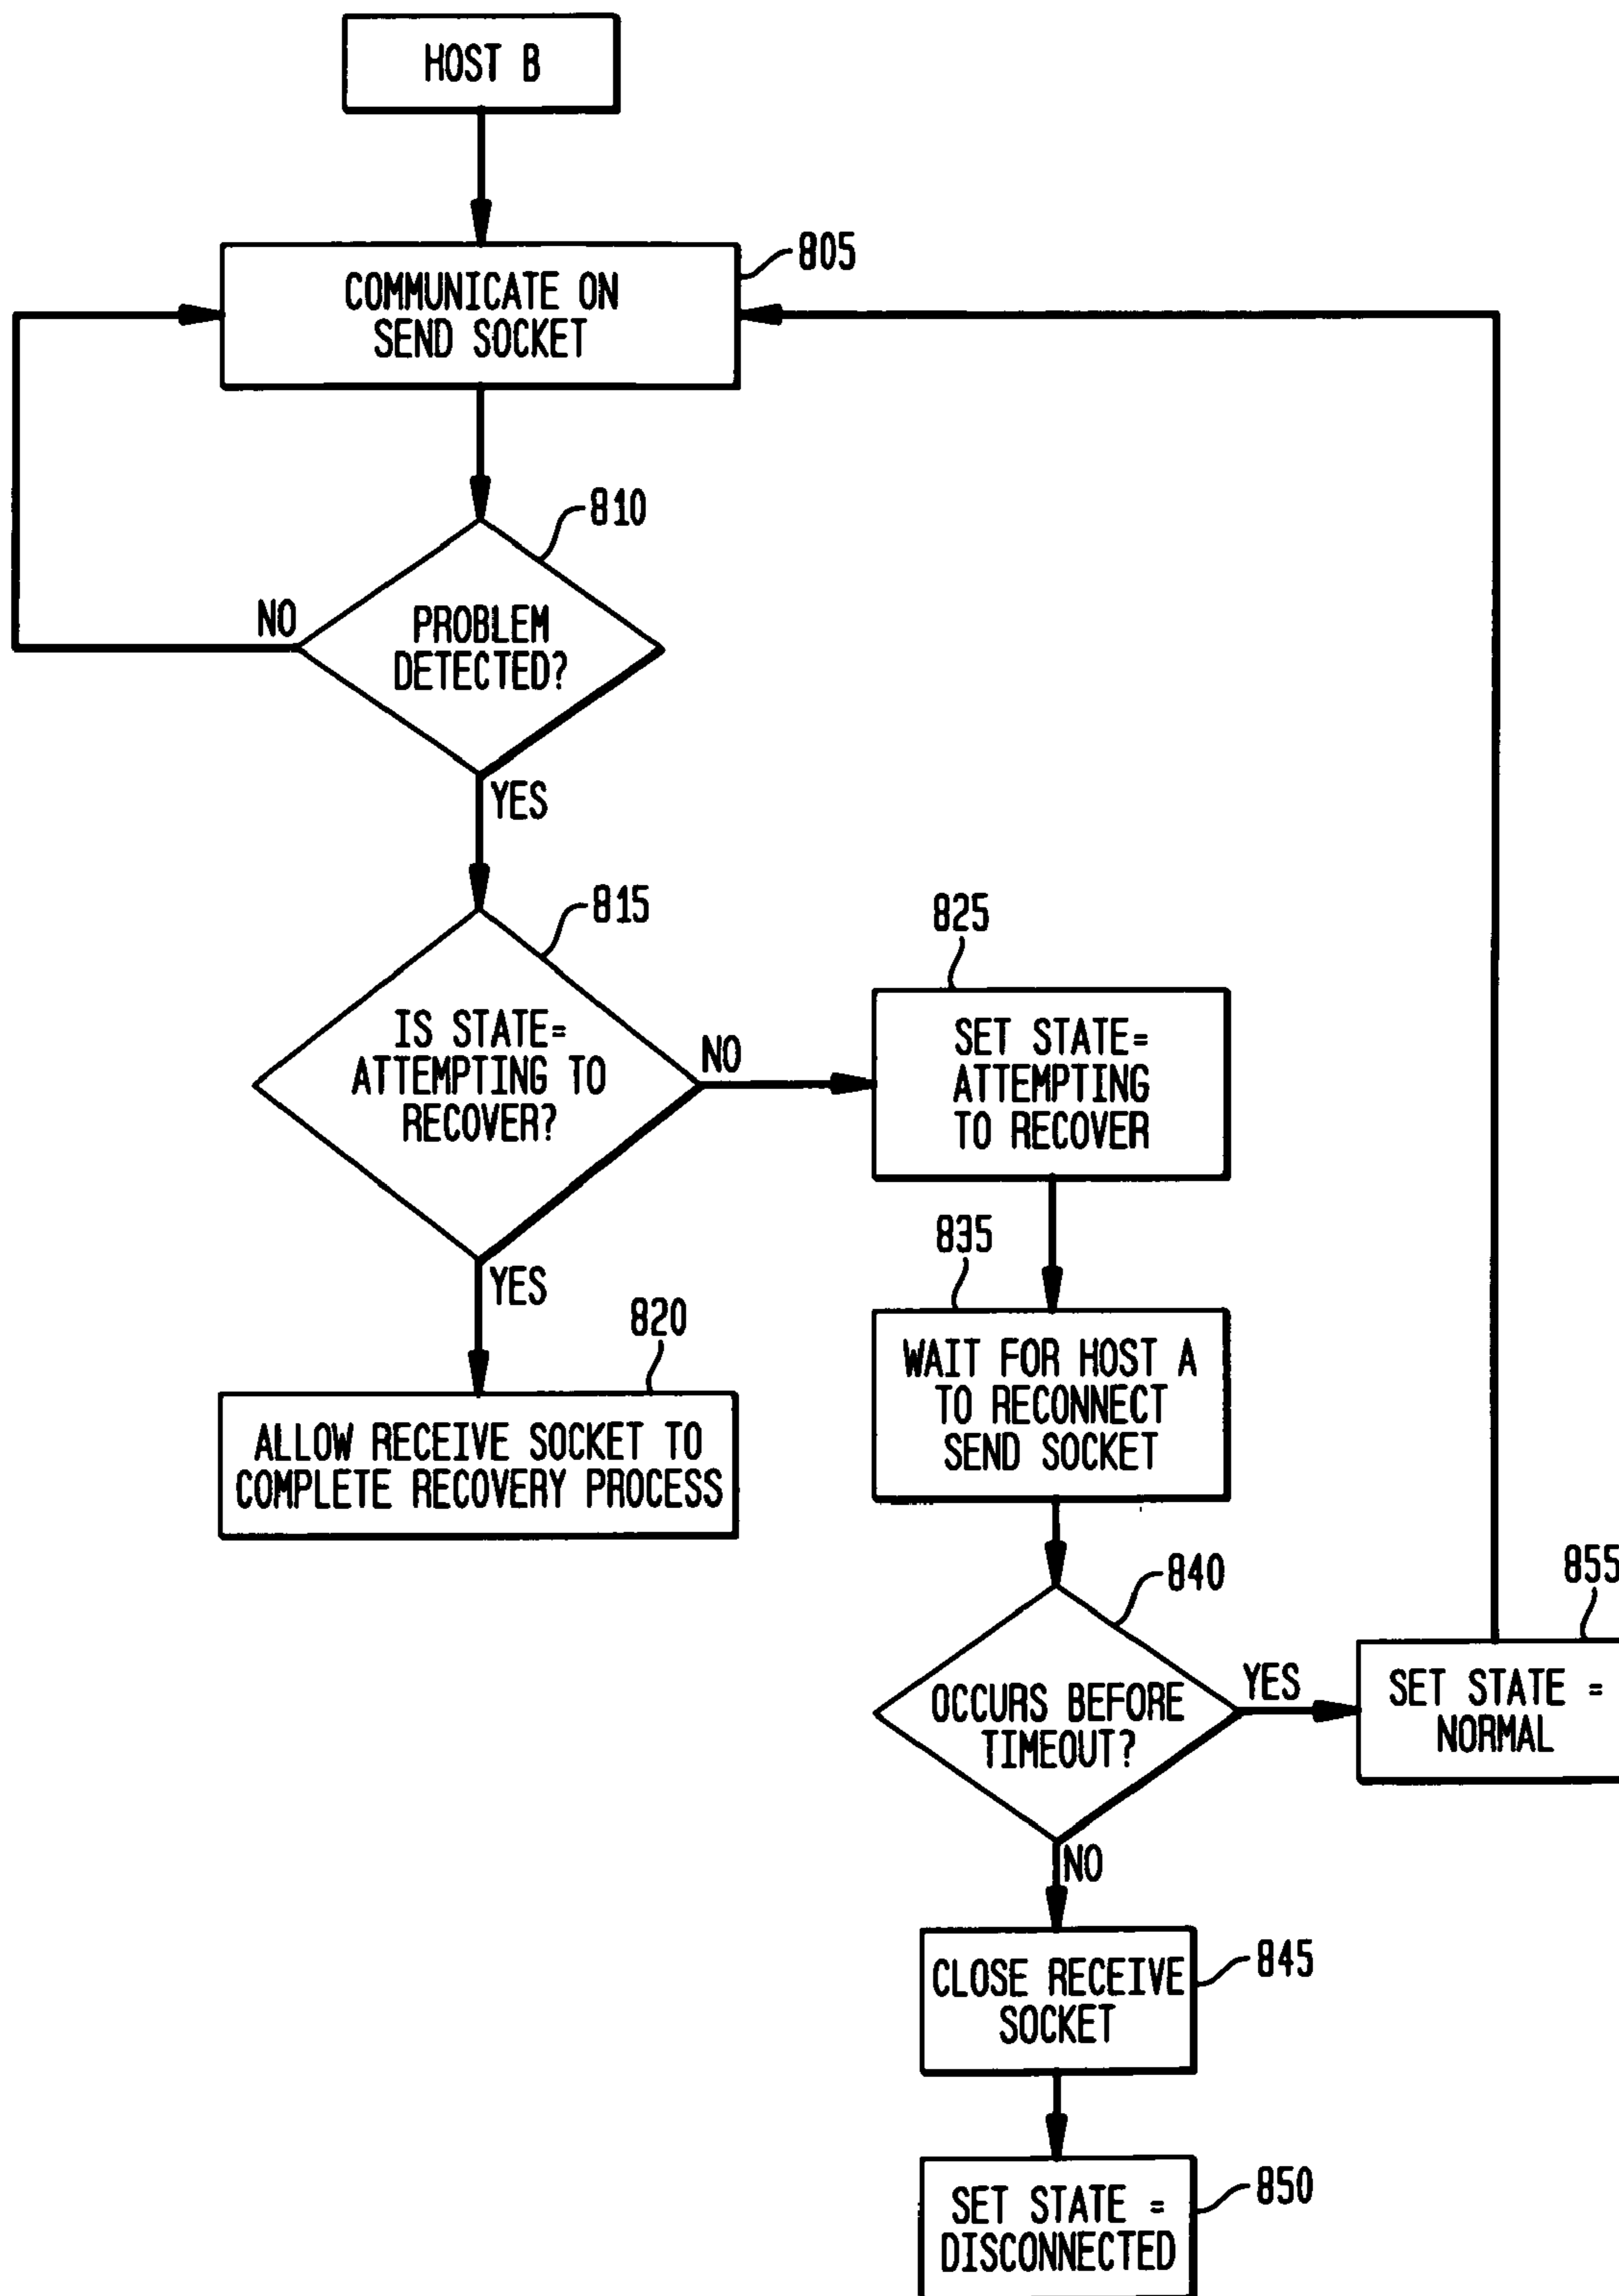 HOST B
805
COMMUNICATE ON
SEND SOCKET
810
NO
PROBLEM
DETECTED?
YES
815
IS STATE=
ATTEMPTING TO
RECOVER?
NO
825
SET STATE=
ATTEMPTING
TO RECOVER
YES
835
WAIT FOR HOST A
TO RECONNECT
SEND SOCKET
820
ALLOW RECEIVE SOCKET TO
COMPLETE RECOVERY PROCESS
840
OCCURS BEFORE
TIMEOUT?
YES
855
SET STATE =
NORMAL
NO
845
CLOSE RECEIVE
SOCKET
850
SET STATE =
DISCONNECTED